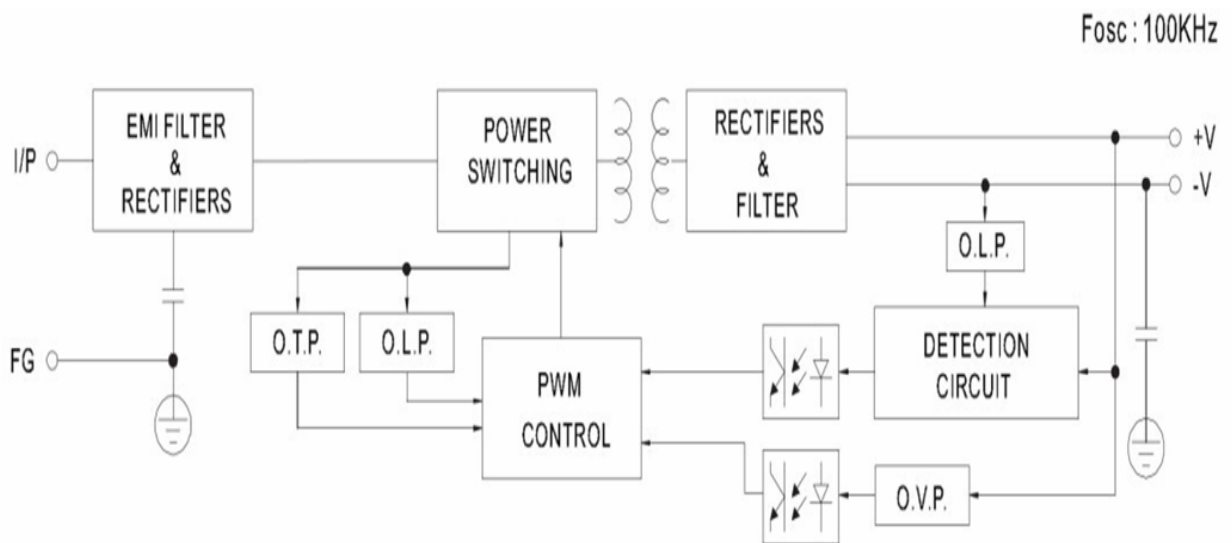 Fosc : 100KHz
I/P
EMI FILTER
&
RECTIFIERS
POWER
SWITCHING
RECTIFIERS
&
FILTER
+V
-V
O.L.P.
FG
O.T.P.
O.L.P.
PWM
CONTROL
DETECTION
CIRCUIT
O.V.P.